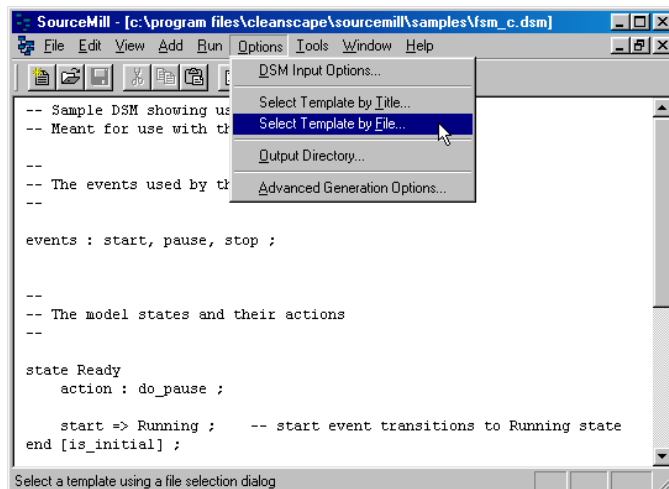 SourceMill - [c:\program files\cleanscape\sourcemill\samples\fsm_c.dsm]
File Edit View Add Run Options Tools Window Help
DSM Input Options...
Select Template by Title...
Select Template by File...
Output Directory...
Advanced Generation Options...
-- Sample DSM showing
-- Meant for use with
--
-- The events used by
--
events : start, pause, stop ;
--
-- The model states and their actions
--
state Ready
action : do_pause ;
start => Running ;    -- start event transitions to Running state
end [is_initial] ;
Select a template using a file selection dialog